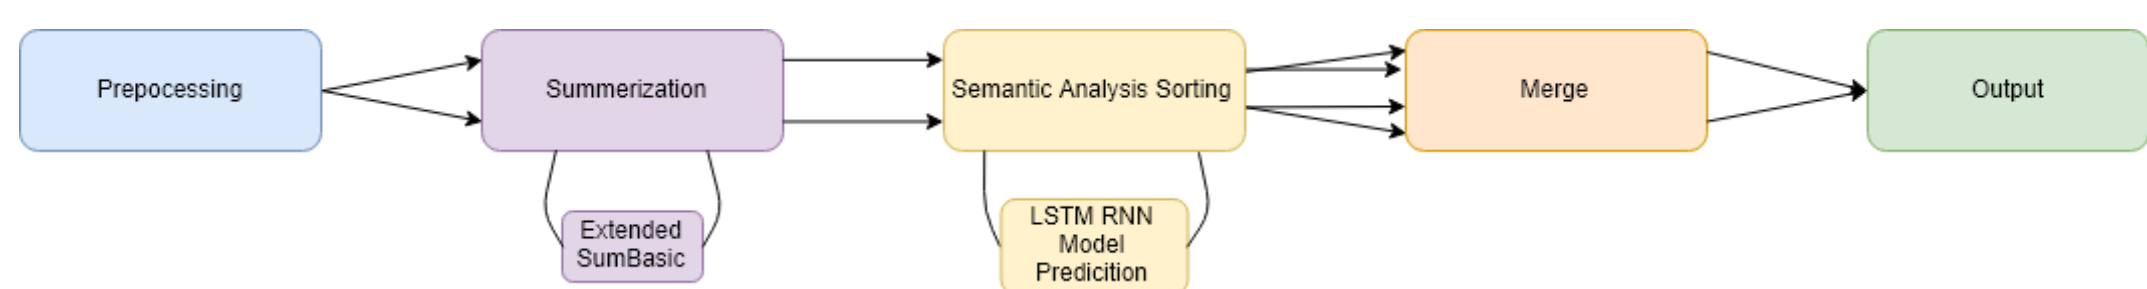 Prepocessing
Summerization
Semantic Analysis Sorting
Merge
Output
Extended
SumBasic
LSTM RNN
Model
Predicition